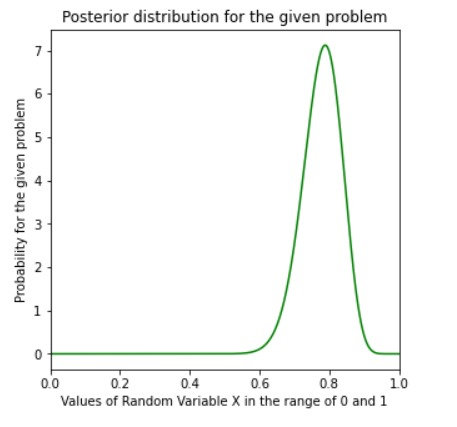 Posterior distribution for the given problem
Probability for the given problem
7
6
5
4
3
2
1
0
0.0 0.2 0.4 0.6 0.8 1.0
Values of Random Variable X in the range of 0 and 1